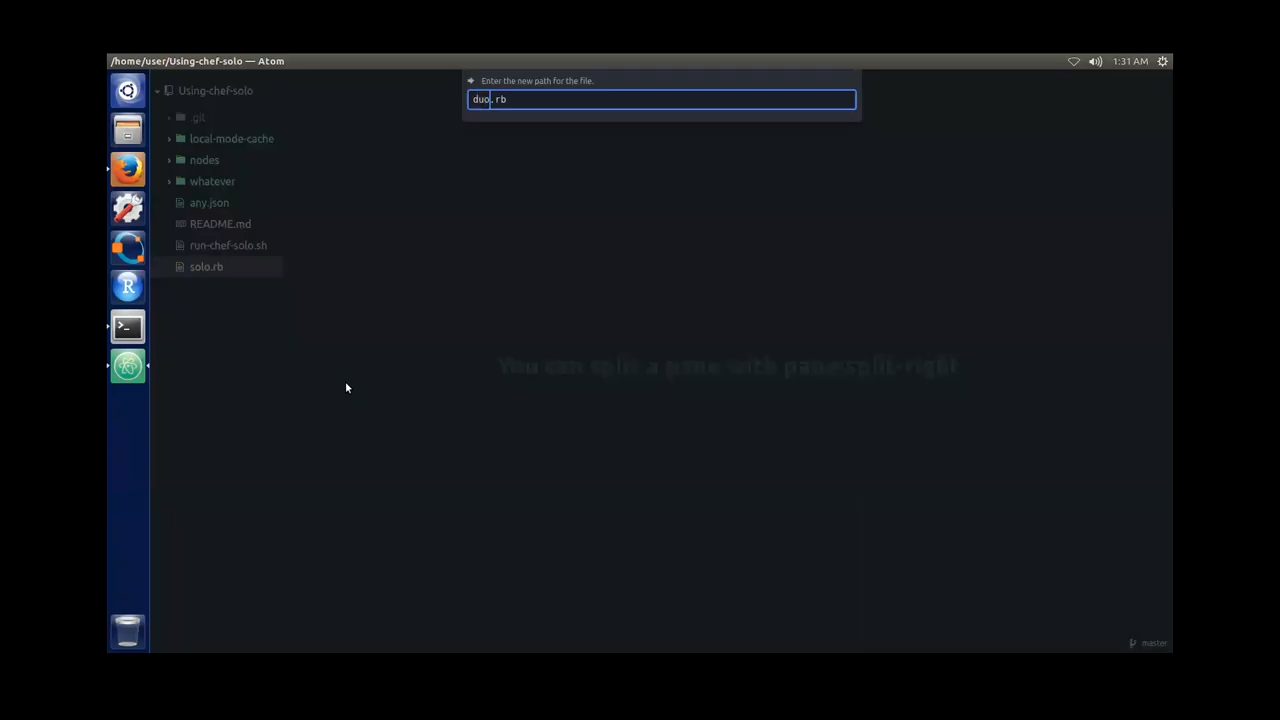 /home/user/Using-chef-solo — Atom
1:31 AM
Using-chef-solo
Enter the new path for the file.
duo.rb
.git
local-mode-cache
nodes
whatever
any.json
README.md
run-chef-solo.sh
solo.rb
You can split a pane with pane:split-right
master